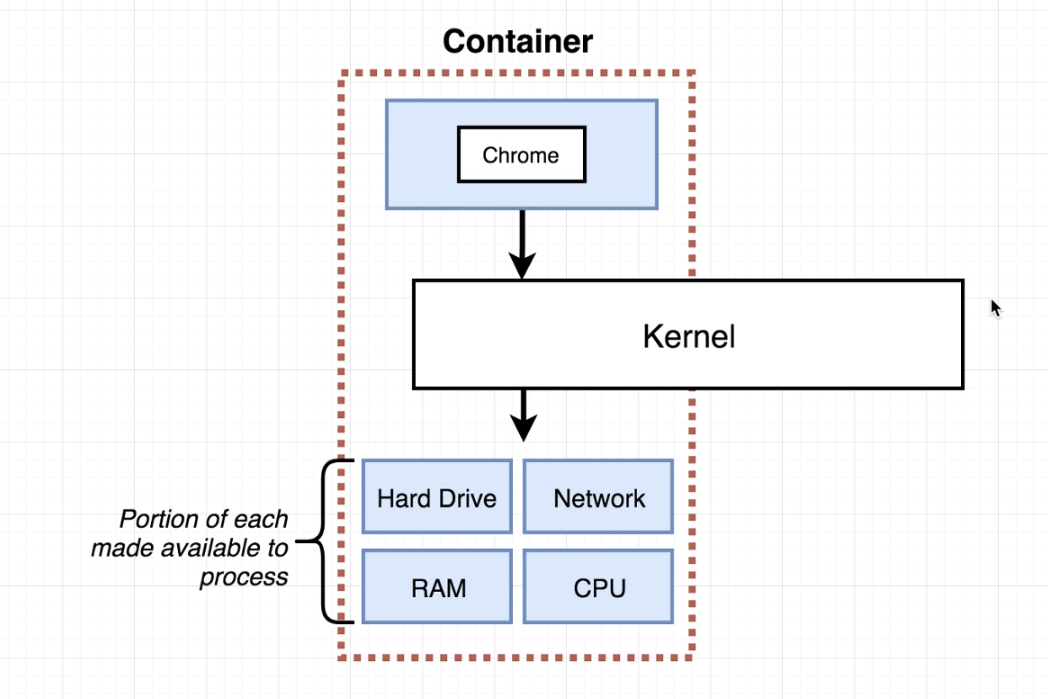 Container
Chrome
Kernel
Hard Drive
Network
Portion of each
made available to
process
RAM
CPU